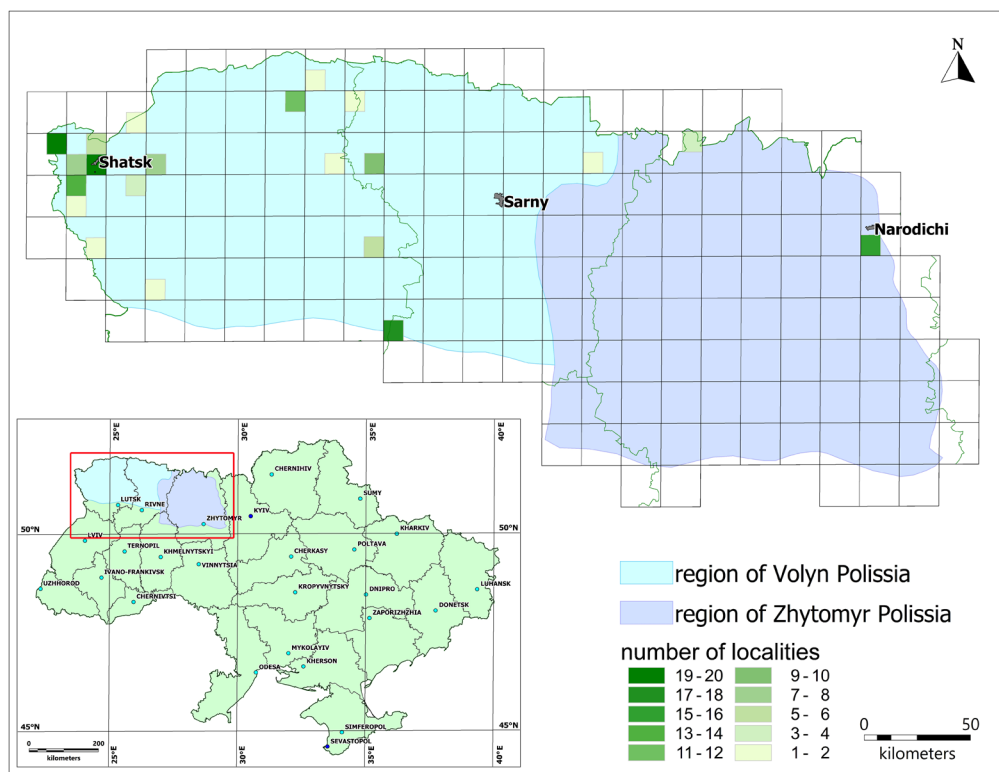 N
Shatsk
Sarny
Narodichi
25°E
30°E
35°E
40°E
CHERNIHIV
SUMY
LUTSK
RIVNE
KYIV
ZHYTOMYR
50°N
50°N
KHARKIV
LVIV
TERNOPIL
KHMELNYTSKYI
POLTAVA
CHERKASY
VINNYTSIA
IVANO-FRANKIVSK
UZHHOROD
CHERNIVTSI
KROPYVNYTSKY
DNIPRO
LUHANSK
DONETSK
ZAPORIZHZHIA
MYKOLAYIV
KHERSON
ODESA
45°N
45°N
SIMFEROPOL
SEVASTOPOL
0 200
kilometers
25°E
30°E
35°E
40°E
region of Volyn Polissia
region of Zhytomyr Polissia
number of localities
19 - 20 9 - 10
17 - 18 7 - 8
15 - 16 5 - 6
13 - 14 3 - 4
11 - 12 1 - 2
0 50
kilometers